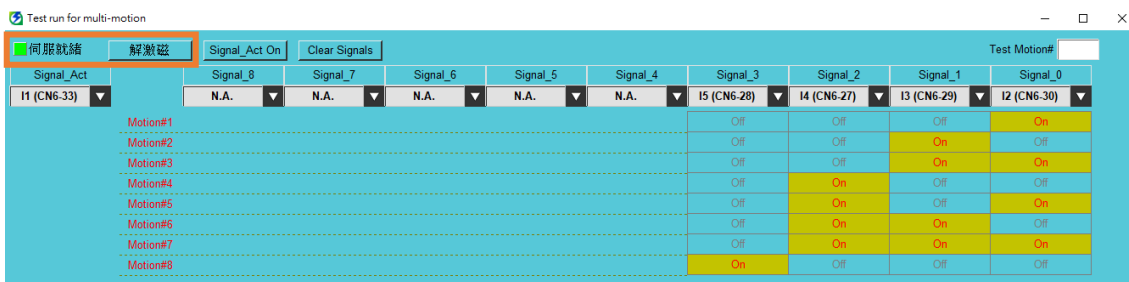 Test run for multi-motion
伺服就緒 解激磁 Signal_Act On Clear Signals Test Motion#
Signal_Act Signal_8 Signal_7 Signal_6 Signal_5 Signal_4 Signal_3 Signal_2 Signal_1 Signal_0
I1 (CN6-33) N.A. N.A. N.A. N.A. N.A. I5 (CN6-28) I4 (CN6-27) I3 (CN6-29) I2 (CN6-30)
Motion#1 Off Off Off On
Motion#2 Off Off On Off
Motion#3 Off Off On On
Motion#4 Off On Off Off
Motion#5 Off On Off On
Motion#6 Off On On Off
Motion#7 Off On On On
Motion#8 On Off Off Off